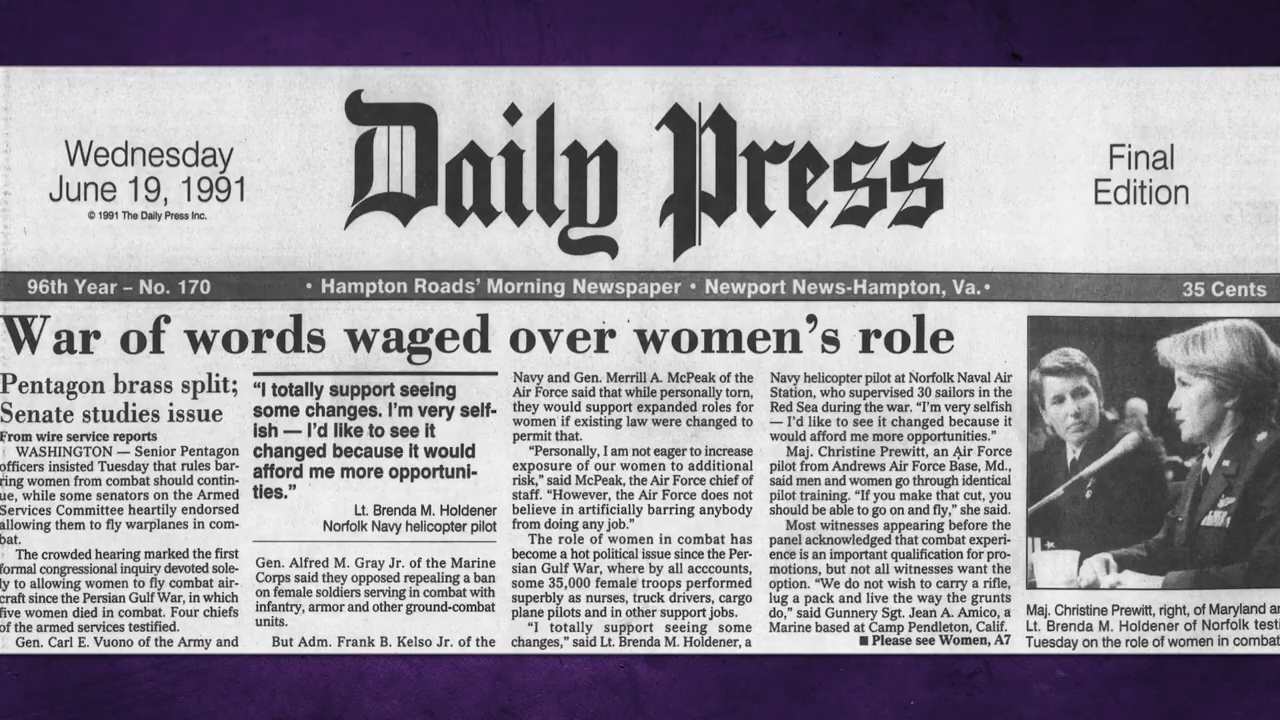 Wednesday
June 19, 1991
© 1991 The Daily Press Inc.
Daily Press
Final
Edition
96th Year – No. 170
• Hampton Roads' Morning Newspaper • Newport News-Hampton, Va. •
35 Cents
War of words waged over women's role
Pentagon brass split;
Senate studies issue
From wire service reports
WASHINGTON — Senior Pentagon
officers insisted Tuesday that rules bar-
ring women from combat should contin-
ue, while some senators on the Armed
Services Committee heartily endorsed
allowing them to fly warplanes in com-
bat.
The crowded hearing marked the first
formal congressional inquiry devoted sole-
ly to allowing women to fly combat air-
craft since the Persian Gulf War, in which
five women died in combat. Four chiefs
of the armed services testified.
Gen. Carl E. Vuono of the Army and
"I totally support seeing
some changes. I'm very self-
ish — I'd like to see it
changed because it would
afford me more opportuni-
ties."
Lt. Brenda M. Holdener
Norfolk Navy helicopter pilot
Gen. Alfred M. Gray Jr. of the Marine
Corps said they opposed repealing a ban
on female soldiers serving in combat with
infantry, armor and other ground-combat
units.
But Adm. Frank B. Kelso Jr. of the
Navy and Gen. Merrill A. McPeak of the
Air Force said that while personally torn,
they would support expanded roles for
women if existing law were changed to
permit that.
"Personally, I am not eager to increase
exposure of our women to additional
risk," said McPeak, the Air Force chief of
staff. "However, the Air Force does not
believe in artificially barring anybody
from doing any job."
The role of women in combat has
become a hot political issue since the Per-
sian Gulf War, where by all acccounts,
some 35,000 female troops performed
superbly as nurses, truck drivers, cargo
plane pilots and in other support jobs.
"I totally support seeing some
changes," said Lt. Brenda M. Holdener, a
Navy helicopter pilot at Norfolk Naval Air
Station, who supervised 30 sailors in the
Red Sea during the war. "I'm very selfish
— I'd like to see it changed because it
would afford me more opportunities."
Maj. Christine Prewitt, an Air Force
pilot from Andrews Air Force Base, Md.,
said men and women go through identical
pilot training. "If you make that cut, you
should be able to go on and fly," she said.
Most witnesses appearing before the
panel acknowledged that combat experi-
ence is an important qualification for pro-
motions, but not all witnesses want the
option. "We do not wish to carry a rifle,
lug a pack and live the way the grunts
do," said Gunnery Sgt. Jean A. Amico, a
Marine based at Camp Pendleton, Calif.
■ Please see Women, A7
Maj. Christine Prewitt, right, of Maryland an
Lt. Brenda M. Holdener of Norfolk testi
Tuesday on the role of women in combat